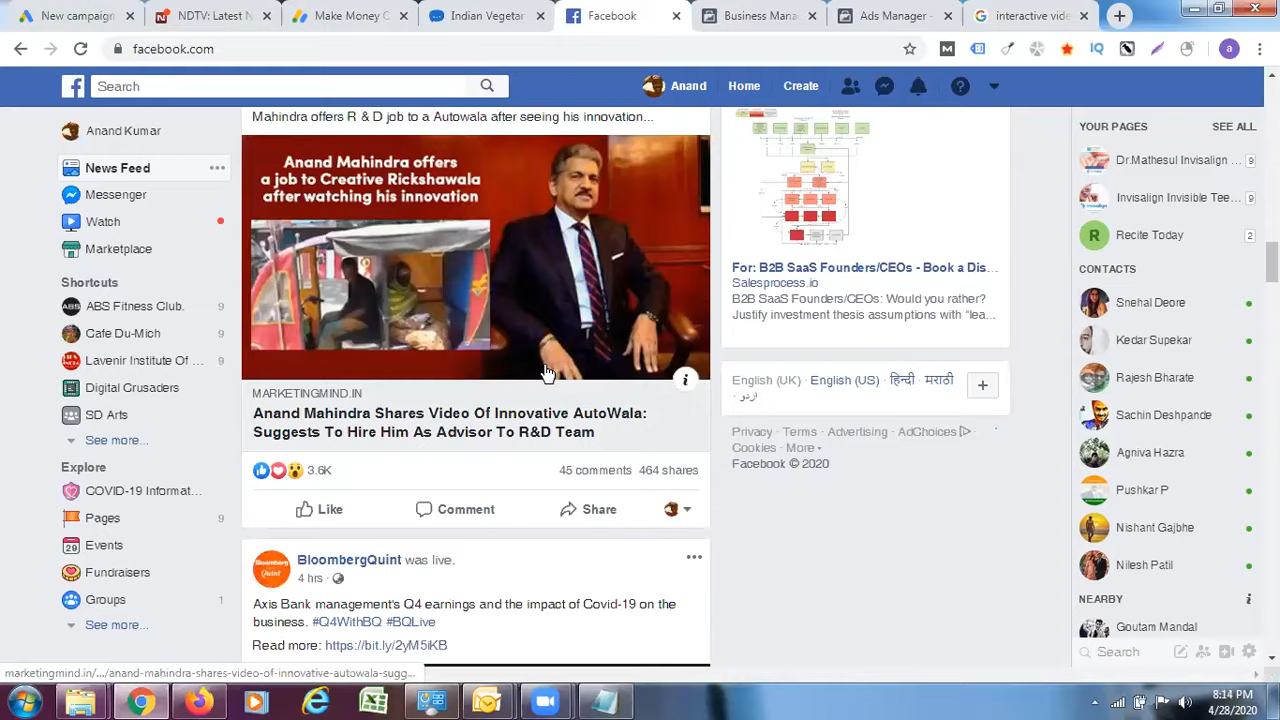 New campaign
NDTV: Latest N
Make Money O
Indian Vegetar
Facebook
Business Mana
Ads Manager -
interactive vide
facebook.com
Search
Anand
Home
Create
Anand Kumar
News Feed
Messenger
Watch
Marketplace
Shortcuts
ABS Fitness Club.
9
Cafe Du-Mich
9
Lavenir Institute Of ...
9
Digital Crusaders
SD Arts
See more...
Explore
COVID-19 Informat...
Pages
9
Events
Fundraisers
Groups
1
See more...
Mahindra offers R & D job to a Autowala after seeing his innovation...
Anand Mahindra offers
a job to Creative Rickshawala
after watching his innovation
MARKETINGMIND.IN
Anand Mahindra Shares Video Of Innovative AutoWala:
Suggests To Hire Him As Advisor To R&D Team
3.6K
45 comments 464 shares
Like
Comment
Share
BloombergQuint was live.
4 hrs
Axis Bank management's Q4 earnings and the impact of Covid-19 on the
business. #Q4WithBQ #BQLive
Read more: https://bit.ly/2yM5iKB
For: B2B SaaS Founders/CEOs - Book a Dis...
Salesprocess.io
B2B SaaS Founders/CEOs: Would you rather?
Justify investment thesis assumptions with "lea...
English (UK) · English (US) · हिन्दी · मराठी
اردو
Privacy · Terms · Advertising · AdChoices
Cookies · More
Facebook © 2020
YOUR PAGES
SEE ALL
Dr.Mathesul Invisalign
9
Invisalign Invisible Tee...
9
R
Recite Today
2
CONTACTS
Snehal Deore
Kedar Supekar
Rajesh Bharate
Sachin Deshpande
Agniva Hazra
Pushkar P
Nishant Gajbhe
Nilesh Patil
NEARBY
Goutam Mandal
Search
marketingmind.in/.../anand-mahindra-shares-video-of-innovative-autowala-sugg...
8:14 PM
4/28/2020